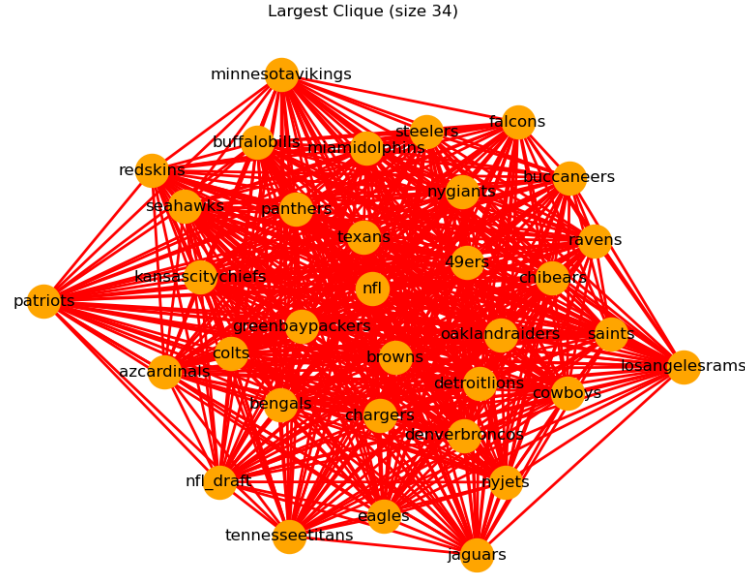 Largest Clique (size 34)
minnesotavikings
falcons
steelers
buffalobills
miamidolphins
redskins
buccaneers
nygiants
seahawks
panthers
texans
ravens
49ers
kansascitychiefs
chibears
nfl
patriots
greenbaypackers
oaklandraiders
saints
colts
browns
losangelesrams
azcardinals
detroitlions
cowboys
bengals
chargers
denverbroncos
nfl_draft
nyjets
eagles
tennesseetitans
jaguars